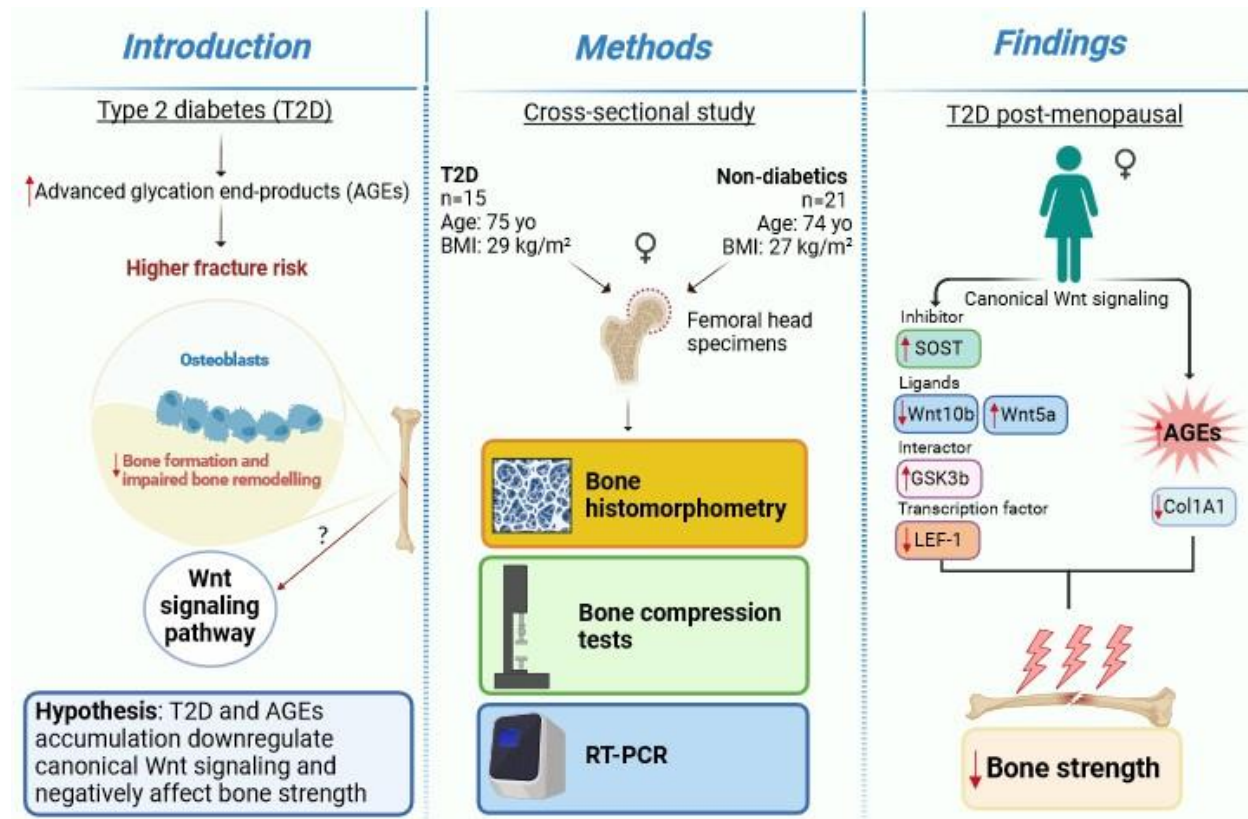 Introduction
Type 2 diabetes (T2D)
↑Advanced glycation end-products (AGEs)
Higher fracture risk
Osteoblasts
↓ Bone formation and
impaired bone remodelling
?
Wnt
signaling
pathway
Hypothesis: T2D and AGEs
accumulation downregulate
canonical Wnt signaling and
negatively affect bone strength
Methods
Cross-sectional study
T2D
n=15
Age: 75 yo
BMI: 29 kg/m²
Non-diabetics
n=21
Age: 74 yo
BMI: 27 kg/m²
♀
Femoral head
specimens
Bone
histomorphometry
Bone compression
tests
RT-PCR
Findings
T2D post-menopausal
♀
Canonical Wnt signaling
Inhibitor
↑SOST
Ligands
↓Wnt10b ↑Wnt5a
Interactor
↑GSK3b
Transcription factor
↓LEF-1
↑AGEs
↓Col1A1
↓Bone strength